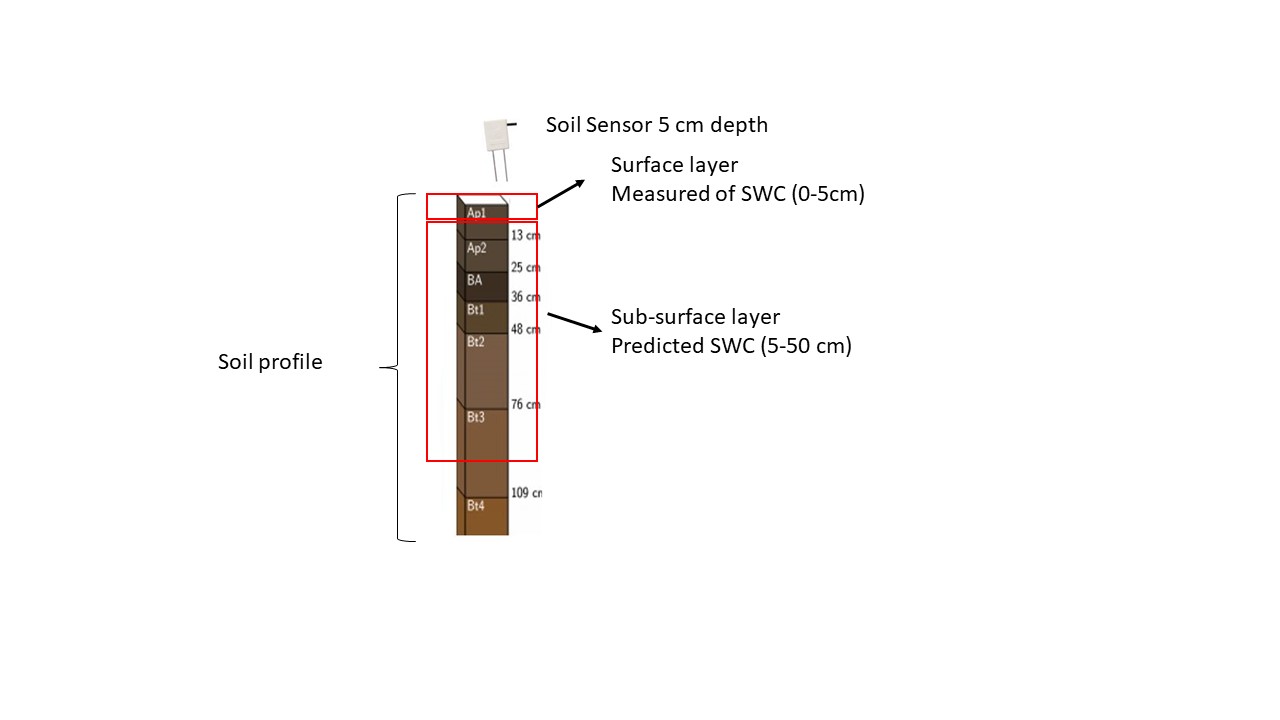 Soil Sensor 5 cm depth
Surface layer
Measured of SWC (0-5cm)
Ap1
13 cm
Ap2
25 cm
BA
36 cm
Bt1
48 cm
Bt2
Sub-surface layer
Predicted SWC (5-50 cm)
Soil profile
76 cm
Bt3
109 cm
Bt4